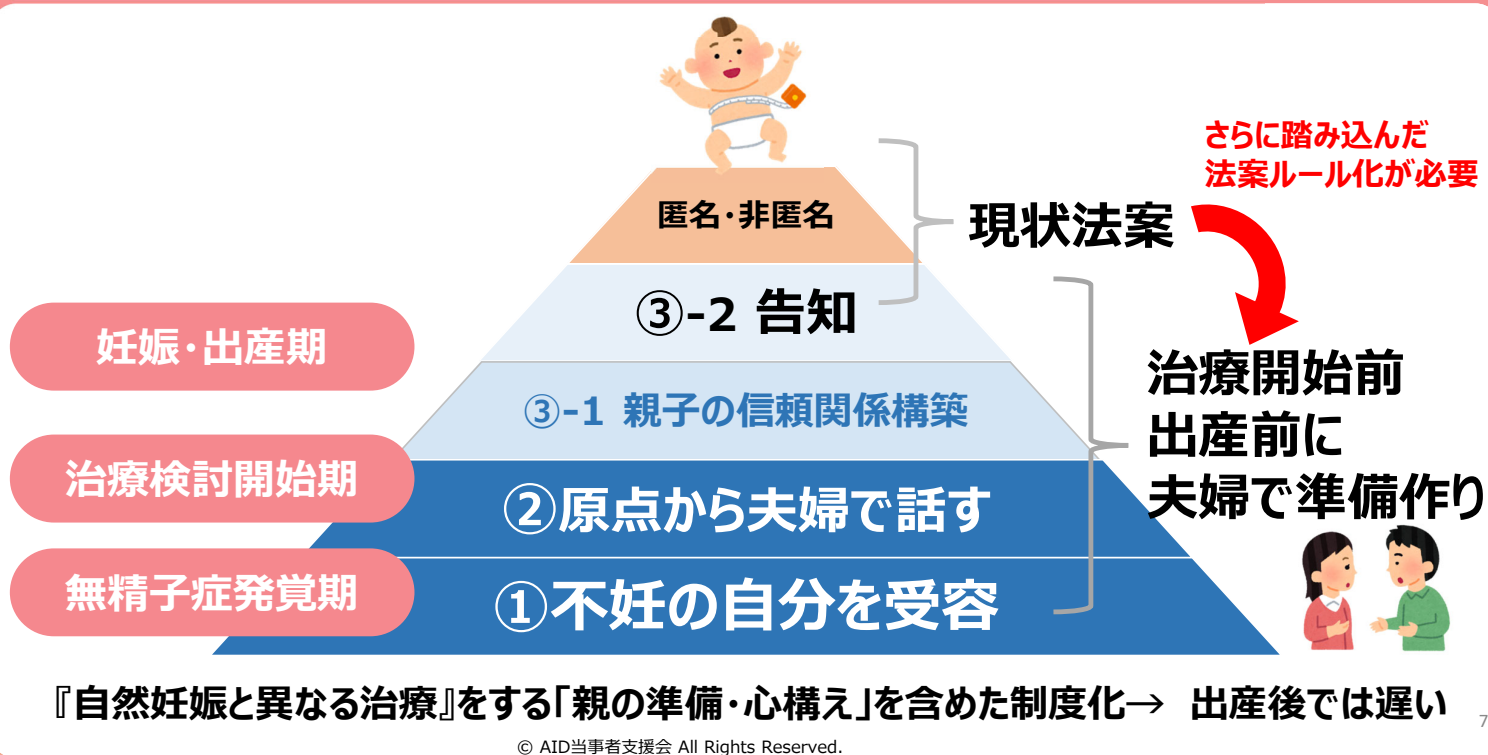 さらに踏み込んだ
法案ルール化が必要
匿名・非匿名
現状法案
③-2 告知
妊娠・出産期
治療開始前
出産前に
夫婦で準備作り
③-1 親子の信頼関係構築
治療検討開始期
②原点から夫婦で話す
無精子症発覚期
①不妊の自分を受容
『自然妊娠と異なる治療』をする「親の準備・心構え」を含めた制度化→ 出産後では遅い
7
© AID当事者支援会 All Rights Reserved.